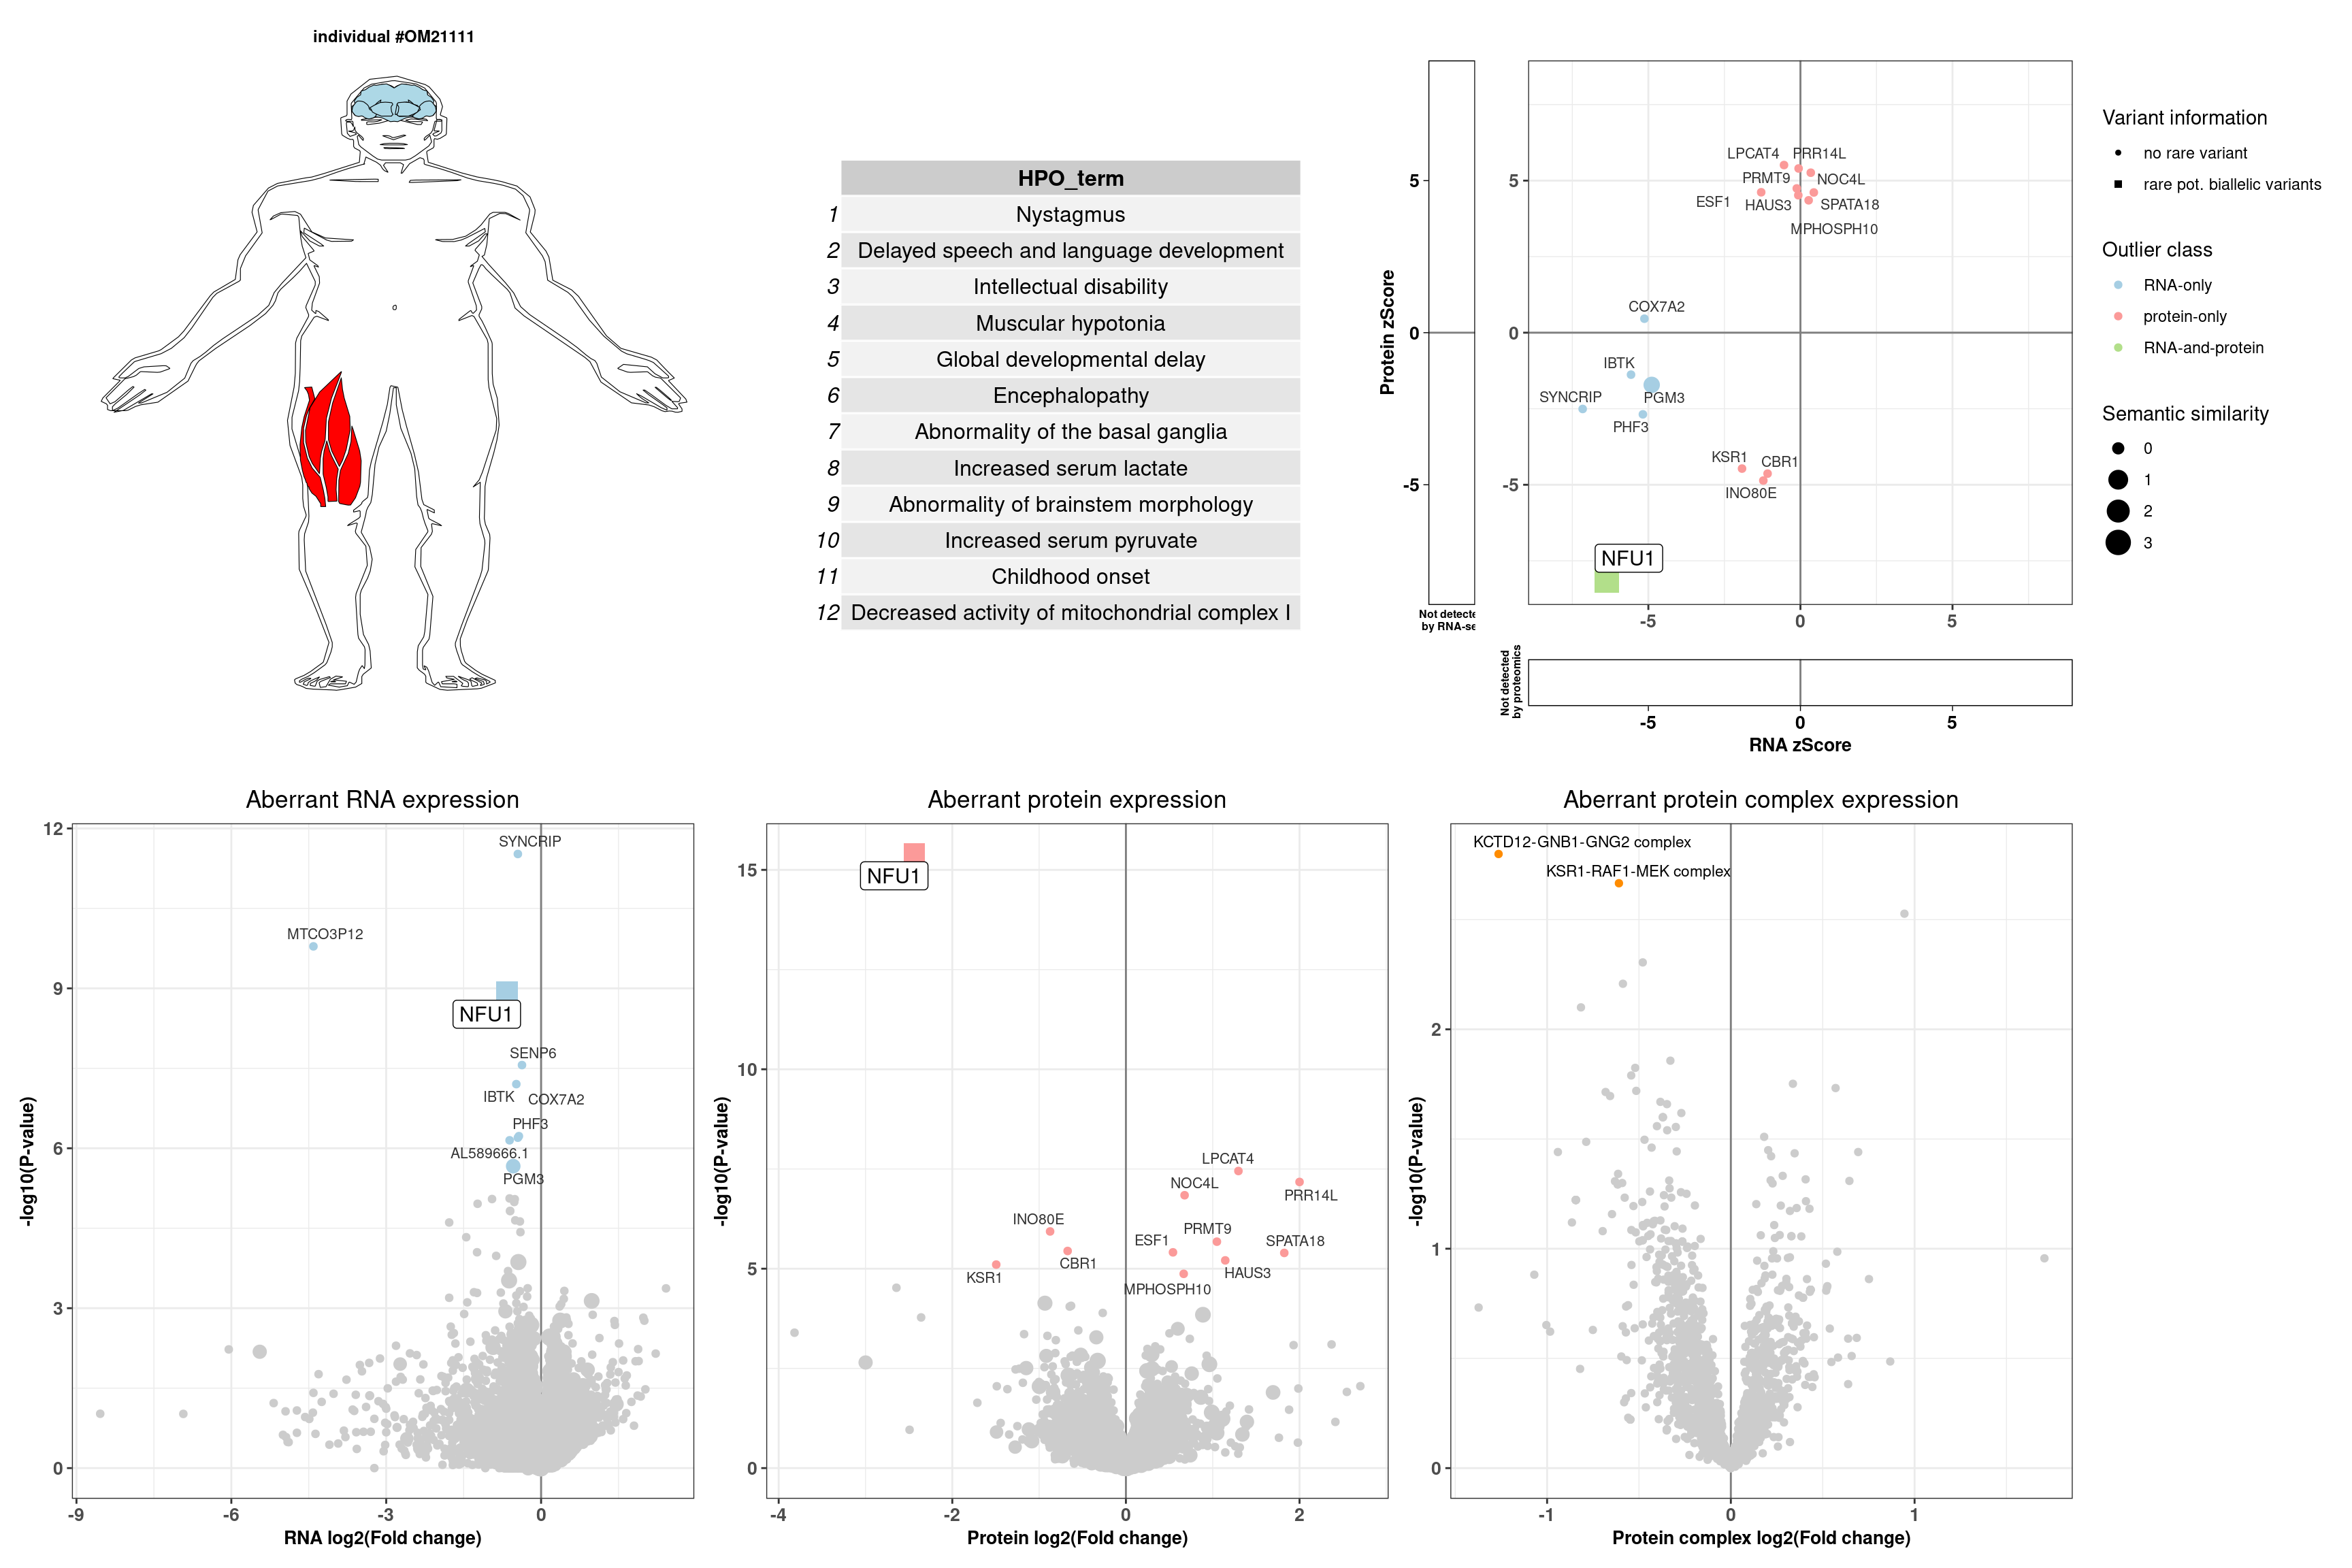 individual #OM21111
HPO_term
1 Nystagmus
2 Delayed speech and language development
3 Intellectual disability
4 Muscular hypotonia
5 Global developmental delay
6 Encephalopathy
7 Abnormality of the basal ganglia
8 Increased serum lactate
9 Abnormality of brainstem morphology
10 Increased serum pyruvate
11 Childhood onset
12 Decreased activity of mitochondrial complex I
Protein zScore
5
0
-5
Not detecte
by RNA-se
5
0
-5
LPCAT4 PRR14L
PRMT9 NOC4L
ESF1 HAUS3 SPATA18
MPHOSPH10
COX7A2
IBTK
SYNCRIP PGM3
PHF3
KSR1 CBR1
INO80E
NFU1
-5 0 5
Not detected
by proteomics
-5 0 5
RNA zScore
Variant information
no rare variant
rare pot. biallelic variants
Outlier class
RNA-only
protein-only
RNA-and-protein
Semantic similarity
0
1
2
3
Aberrant RNA expression
-log10(P-value)
12
9
6
3
0
SYNCRIP
MTCO3P12
NFU1
SENP6
IBTK COX7A2
PHF3
AL589666.1
PGM3
-9 -6 -3 0
RNA log2(Fold change)
Aberrant protein expression
-log10(P-value)
15
10
5
0
NFU1
LPCAT4
NOC4L
PRR14L
INO80E PRMT9
ESF1 SPATA18
CBR1
KSR1 HAUS3
MPHOSPH10
-4 -2 0 2
Protein log2(Fold change)
Aberrant protein complex expression
-log10(P-value)
2
1
0
KCTD12-GNB1-GNG2 complex
KSR1-RAF1-MEK complex
-1 0 1
Protein complex log2(Fold change)